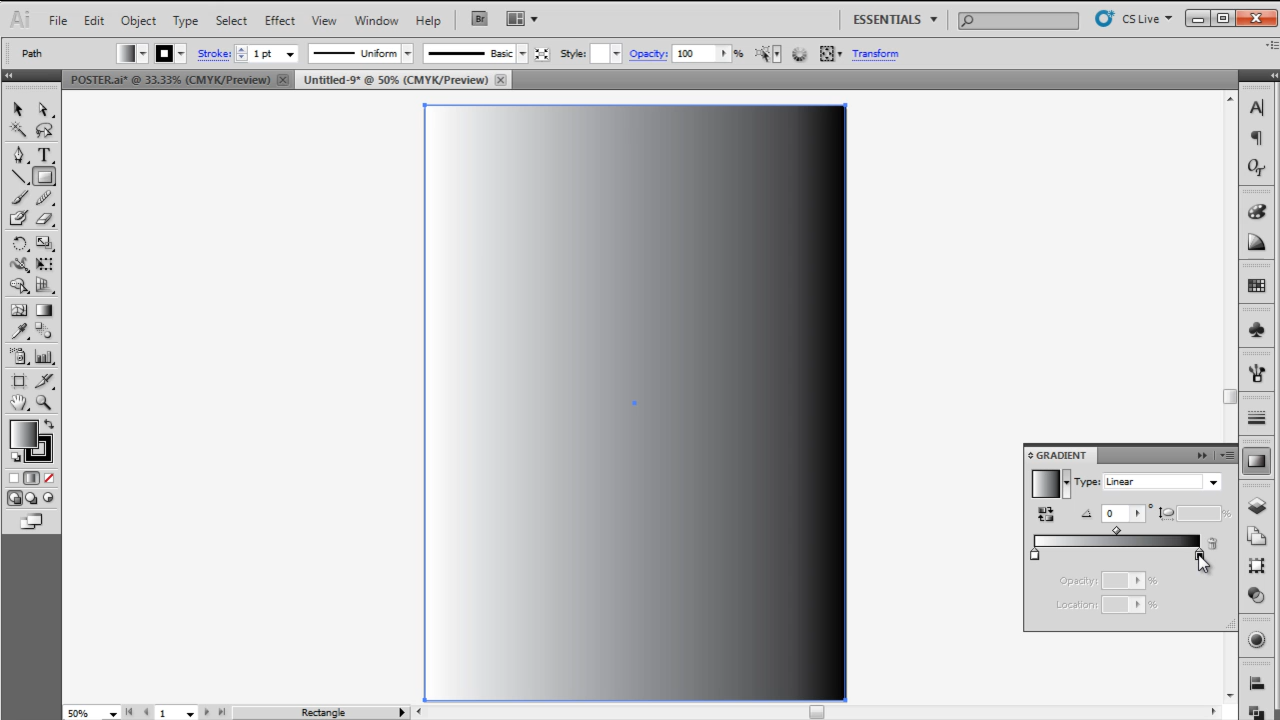 Ai File Edit Object Type Select Effect View Window Help Br ESSENTIALS CS Live
Path Stroke: 1 pt Uniform Basic Style: Opacity: 100 % Transform
POSTER.ai* @ 33.33% (CMYK/Preview) Untitled-9* @ 50% (CMYK/Preview)
GRADIENT
Type: Linear
0 ° %
Opacity: %
Location: %
50% 1 Rectangle